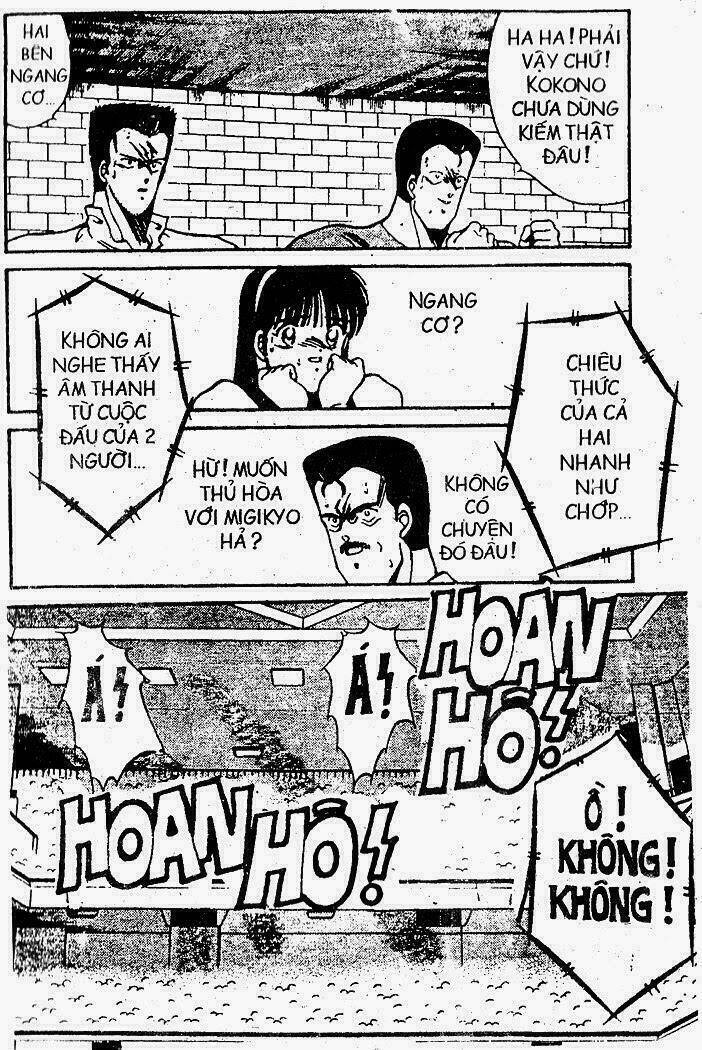 HAI
BÊN
NGANG
CƠ...
HA HA! PHẢI
VẬY CHỨ!
KOKONO
CHƯA DÙNG
KIẾM THẬT
ĐÂU!
KHÔNG AI
NGHE THẤY
ÂM THANH
TỪ CUỘC
ĐẤU CỦA 2
NGƯỜI...
NGANG
CƠ?
CHIÊU
THỨC
CỦA CẢ
HAI
NHANH
NHƯ
CHỚP...
HỪ! MUỐN
THỦ HÒA
VỚI MIGIKYO
HẢ?
KHÔNG
CÓ
CHUYỆN
ĐÓ ĐÂU!
Á!
Á!
HOAN
HÔ!
HOAN HÔ!
Ồ!
KHÔNG!
KHÔNG!